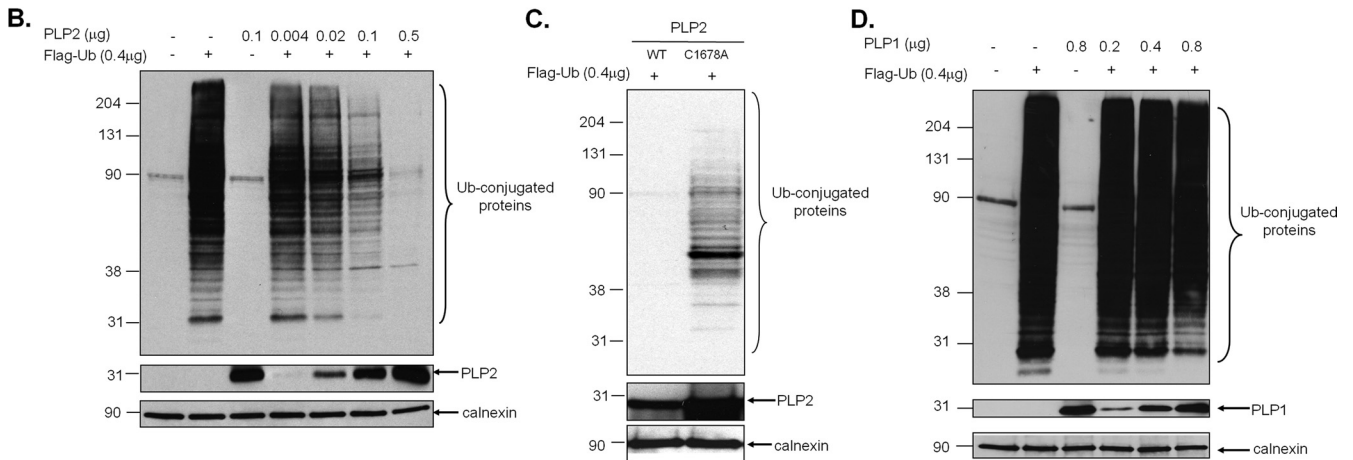 B.
PLP2 (μg) - - 0.1 0.004 0.02 0.1 0.5
Flag-Ub (0.4μg) - + - + + + +
204
131
90
38
31
Ub-conjugated
proteins
31
PLP2
90
calnexin
C.
PLP2
WT C1678A
Flag-Ub (0.4μg) + +
204
131
90
38
31
Ub-conjugated
proteins
31
PLP2
90
calnexin
D.
PLP1 (μg) - - 0.8 0.2 0.4 0.8
Flag-Ub (0.4μg) - + - + + +
204
131
90
38
31
Ub-conjugated
proteins
31
PLP1
90
calnexin